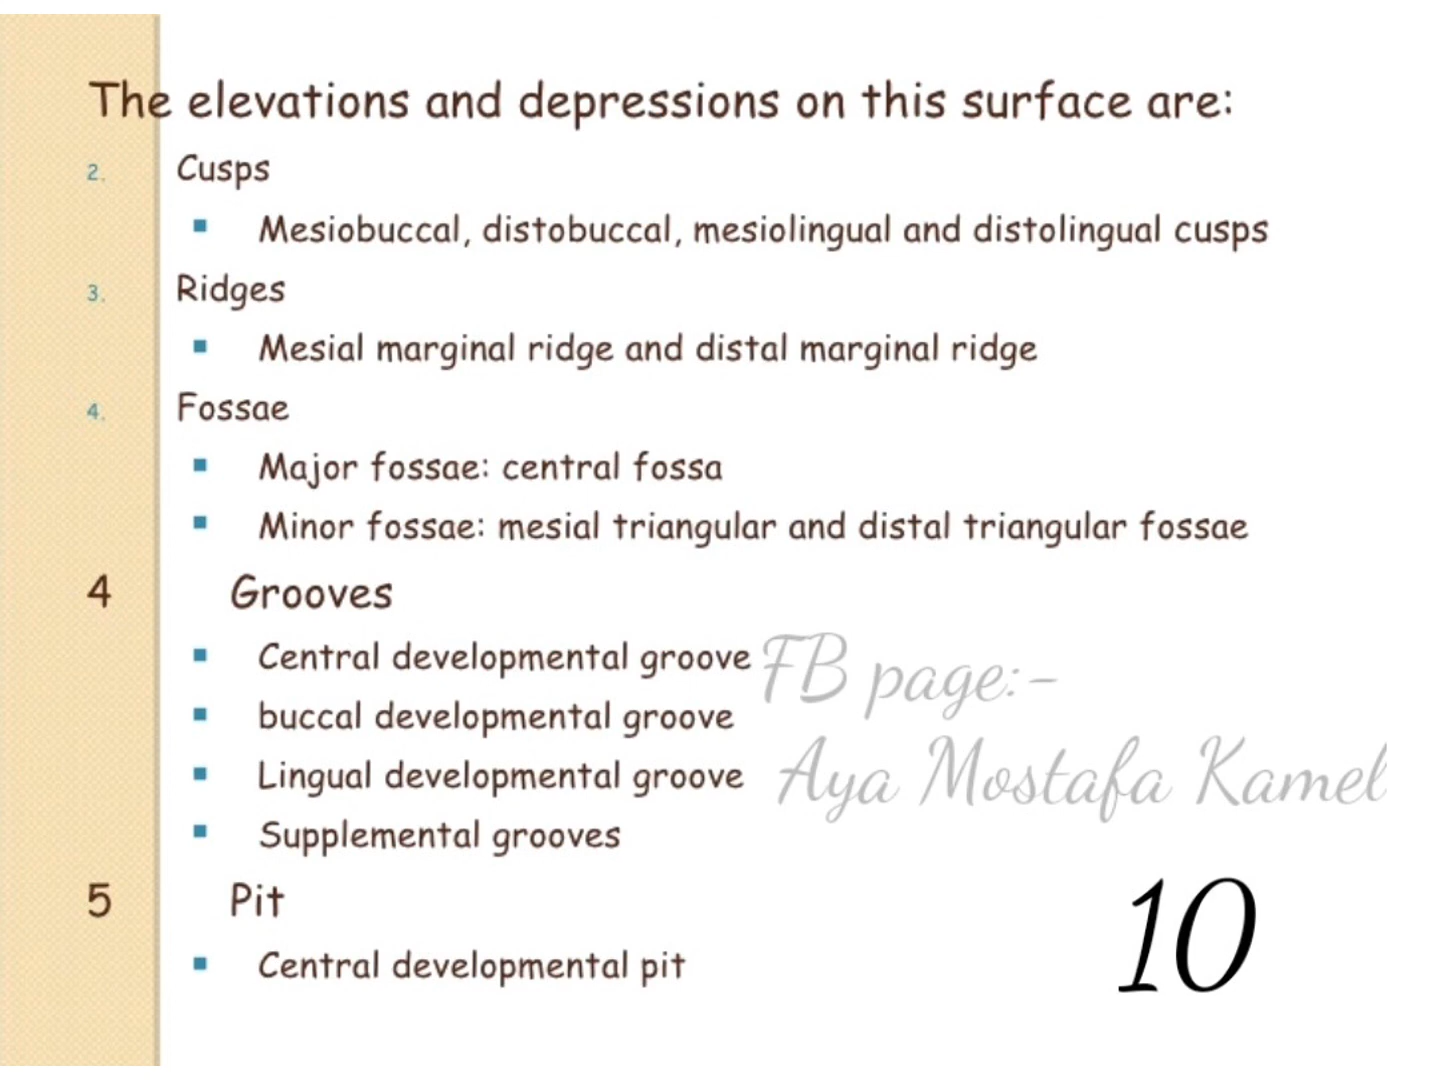 The elevations and depressions on this surface are:
2. Cusps
▪ Mesiobuccal, distobuccal, mesiolingual and distolingual cusps
3. Ridges
▪ Mesial marginal ridge and distal marginal ridge
4. Fossae
▪ Major fossae: central fossa
▪ Minor fossae: mesial triangular and distal triangular fossae
4 Grooves
▪ Central developmental groove
▪ buccal developmental groove
▪ Lingual developmental groove
▪ Supplemental grooves
5 Pit
▪ Central developmental pit
FB page:-
Aya Mostafa Kamel
10